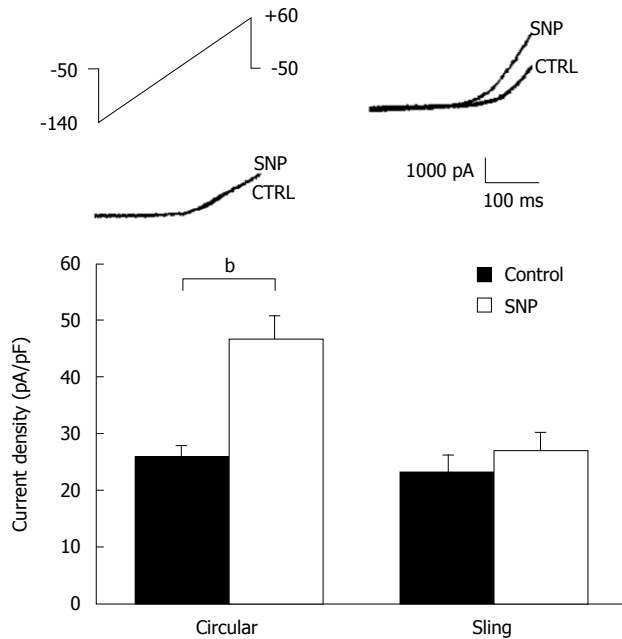 +60
-50
-50
-140
SNP
CTRL
SNP
CTRL
1000 pA
100 ms
60
50
40
30
20
10
0
Current density (pA/pF)
b
Control
SNP
Circular
Sling